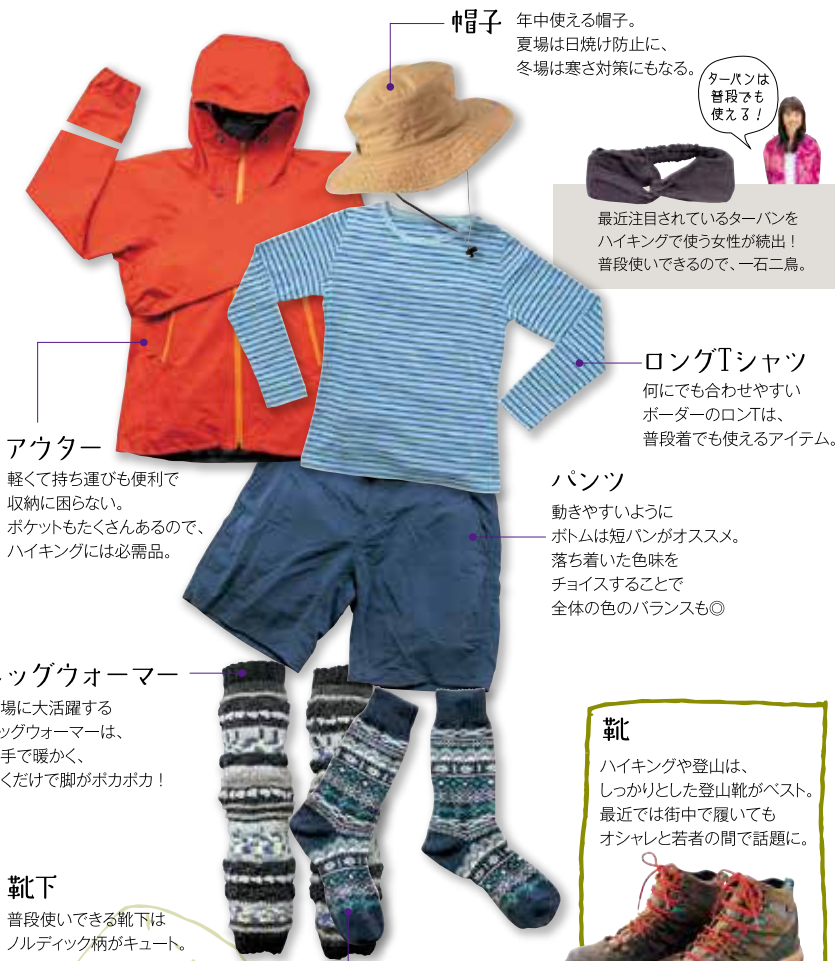 帽子
年中使える帽子。
夏場は日焼け防止に、
冬場は寒さ対策にもなる。
ターバンは
普段でも
使える!
最近注目されているターバンを
ハイキングで使う女性が続出!
普段使いできるので、一石二鳥。
ロングTシャツ
何にでも合わせやすい
ボーダーのロンTは、
普段着でも使えるアイテム。
アウター
軽くて持ち運びも便利で
収納に困らない。
ポケットもたくさんあるので、
ハイキングには必需品。
パンツ
動きやすいように
ボトムは短パンがオススメ。
落ち着いた色味を
チョイスすることで
全体の色のバランスも◎
ッグウォーマー
場に大活躍する
ッグウォーマーは、
手で暖かく、
くだけで脚がポカポカ!
靴
ハイキングや登山は、
しっかりとした登山靴がベスト。
最近では街中で履いても
オシャレと若者の間で話題に。
靴下
普段使いできる靴下は
ノルディック柄がキュート。